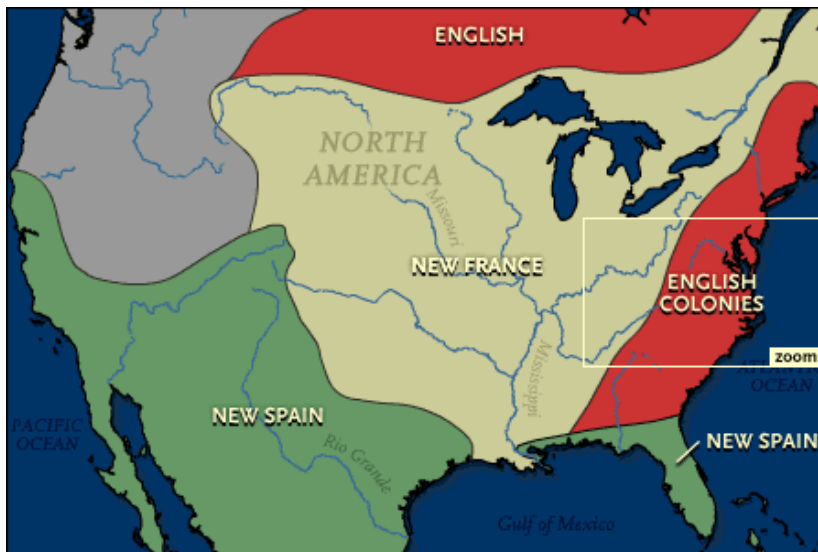 ENGLISH
NORTH
AMERICA
Missouri
NEW FRANCE
ENGLISH
COLONIES
zoom
Mississippi
ATLANTIC
OCEAN
PACIFIC
OCEAN
NEW SPAIN
Rio Grande
NEW SPAIN
Gulf of Mexico